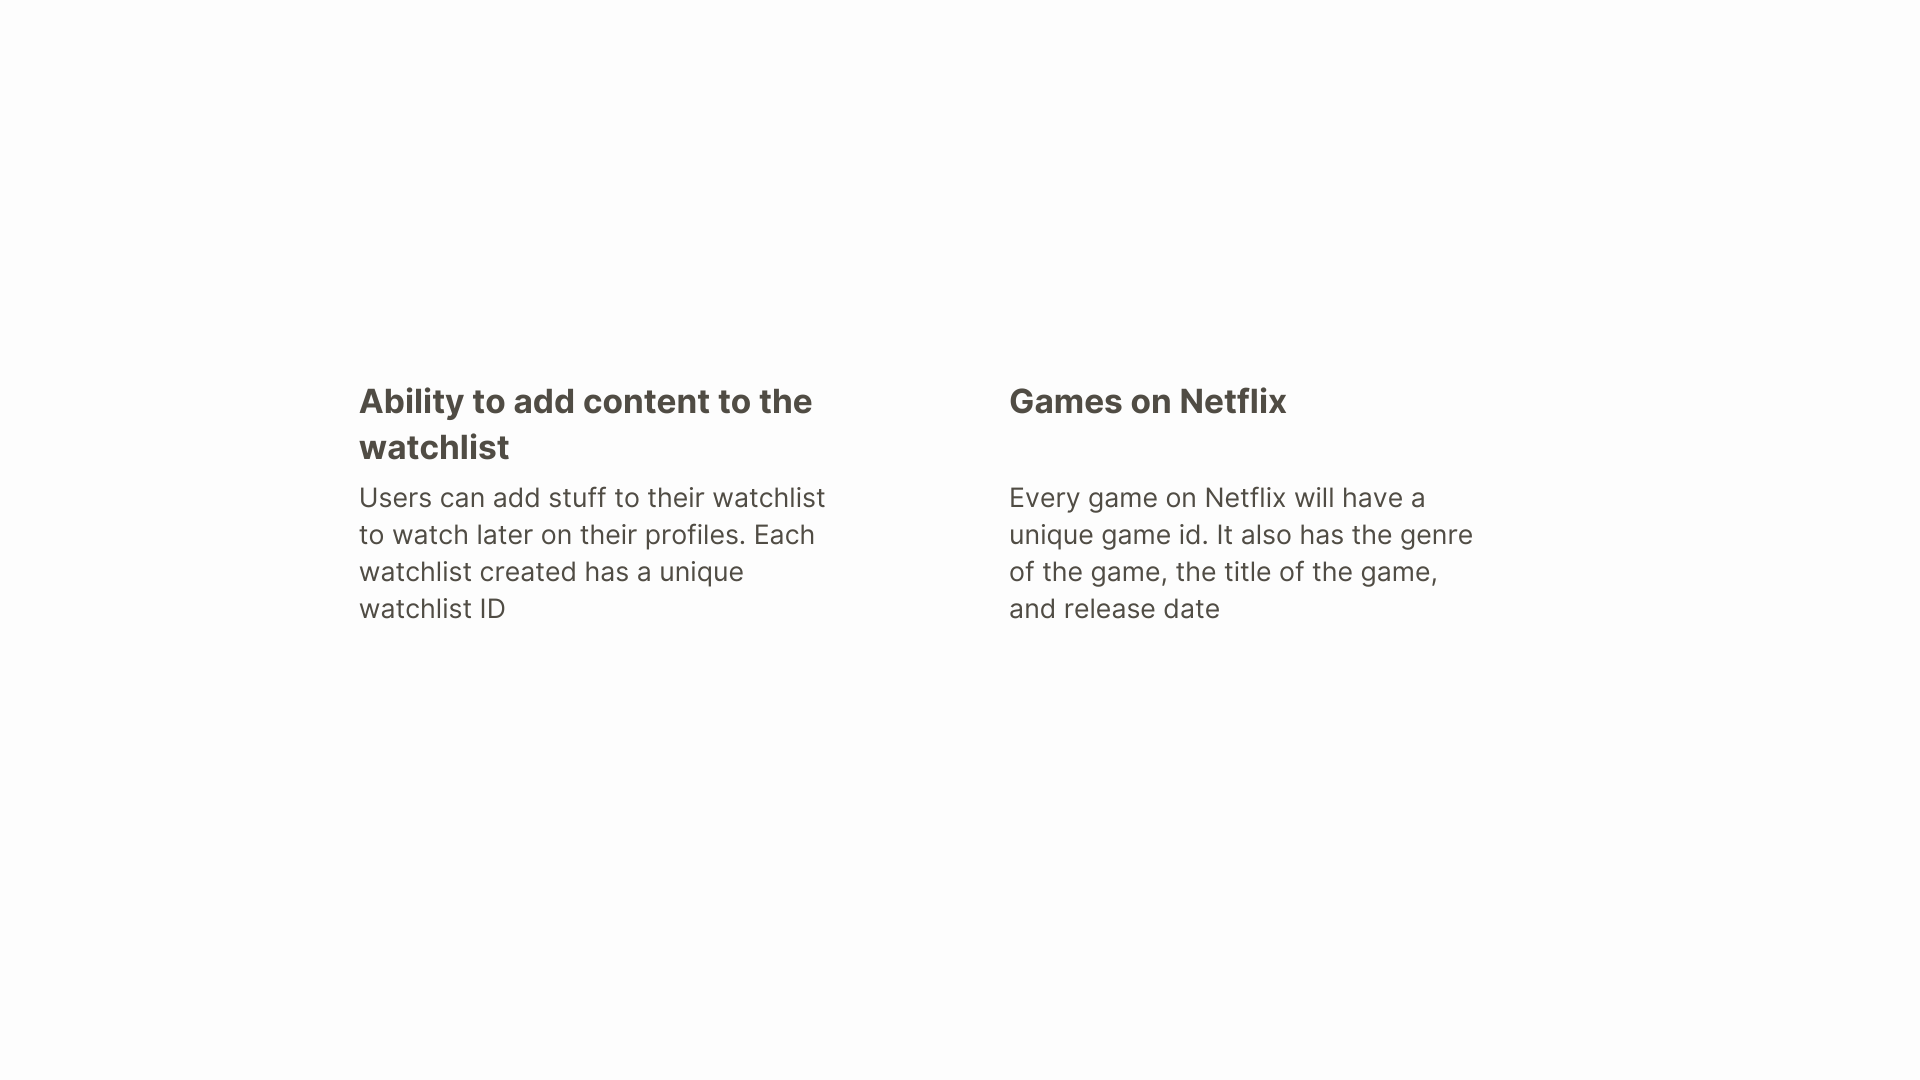 Ability to add content to the
watchlist
Users can add stuff to their watchlist
to watch later on their profiles. Each
watchlist created has a unique
watchlist ID
Games on Netflix
Every game on Netflix will have a
unique game id. It also has the genre
of the game, the title of the game,
and release date